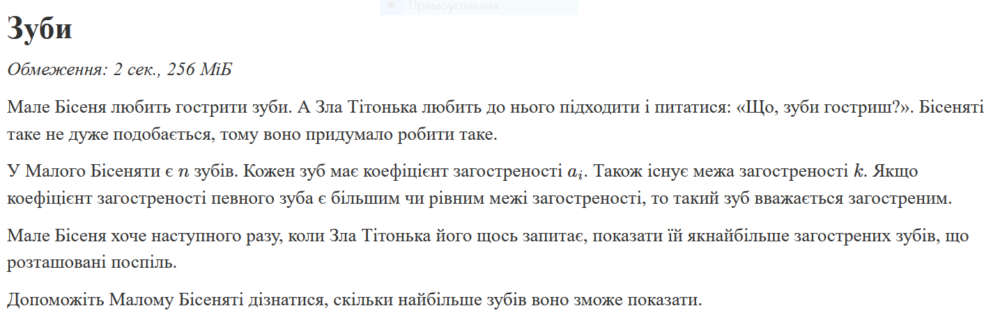 Прямоугольник
Зуби
Обмеження: 2 сек., 256 МіБ
Мале Бісеня любить гострити зуби. А Зла Тітонька любить до нього підходити і питатися: «Що, зуби гостриш?». Бісеняті
таке не дуже подобається, тому воно придумало робити таке.
У Малого Бісеняти є n зубів. Кожен зуб має коефіцієнт загостреності aᵢ. Також існує межа загостреності k. Якщо
коефіцієнт загостреності певного зуба є більшим чи рівним межі загостреності, то такий зуб вважається загостреним.
Мале Бісеня хоче наступного разу, коли Зла Тітонька його щось запитає, показати їй якнайбільше загострених зубів, що
розташовані поспіль.
Допоможіть Малому Бісеняті дізнатися, скільки найбільше зубів воно зможе показати.